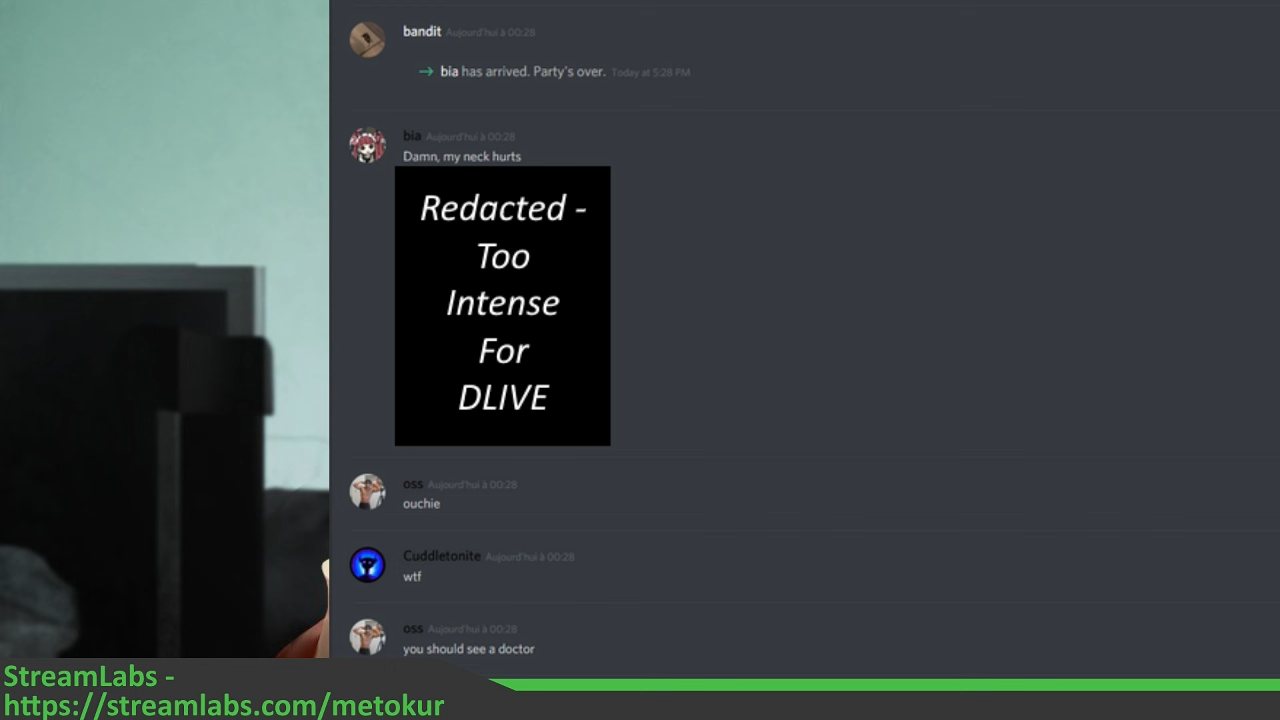 bandit Aujourd'hui à 00:28
→ bia has arrived. Party's over. Today at 5:28 PM
bia Aujourd'hui à 00:28
Damn, my neck hurts
Redacted -
Too
Intense
For
DLIVE
oss Aujourd'hui à 00:28
ouchie
Cuddletonite Aujourd'hui à 00:28
wtf
oss Aujourd'hui à 00:28
you should see a doctor
StreamLabs -
https://streamlabs.com/metokur